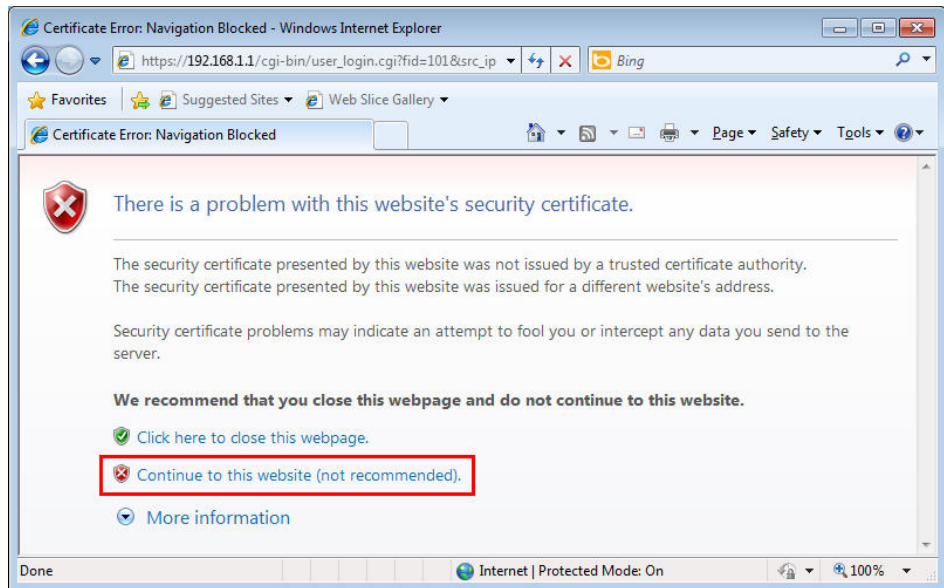 Certificate Error: Navigation Blocked - Windows Internet Explorer
https://192.168.1.1/cgi-bin/user_login.cgi?fid=101&src_ip
Bing
Favorites Suggested Sites Web Slice Gallery
Certificate Error: Navigation Blocked Page Safety Tools
There is a problem with this website's security certificate.
The security certificate presented by this website was not issued by a trusted certificate authority.
The security certificate presented by this website was issued for a different website's address.
Security certificate problems may indicate an attempt to fool you or intercept any data you send to the
server.
We recommend that you close this webpage and do not continue to this website.
Click here to close this webpage.
Continue to this website (not recommended).
More information
Done Internet | Protected Mode: On 100%